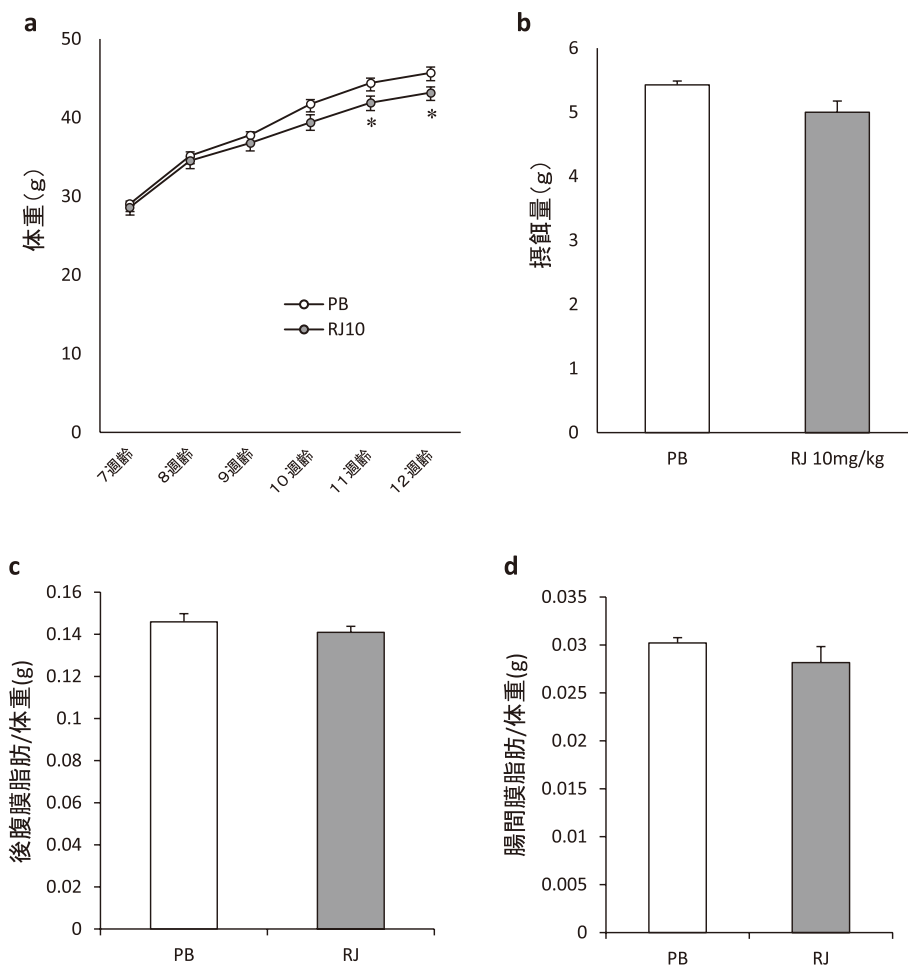 a
50
40
30
20
10
0
体重(g)
PB
RJ10
*
*
7週齢
8週齢
9週齢
10週齢
11週齢
12週齢
b
6
5
4
3
2
1
0
摂餌量(g)
PB
RJ 10mg/kg
c
0.16
0.14
0.12
0.1
0.08
0.06
0.04
0.02
0
後腹膜脂肪/体重(g)
PB
RJ
d
0.035
0.03
0.025
0.02
0.015
0.01
0.005
0
腸間膜脂肪/体重(g)
PB
RJ